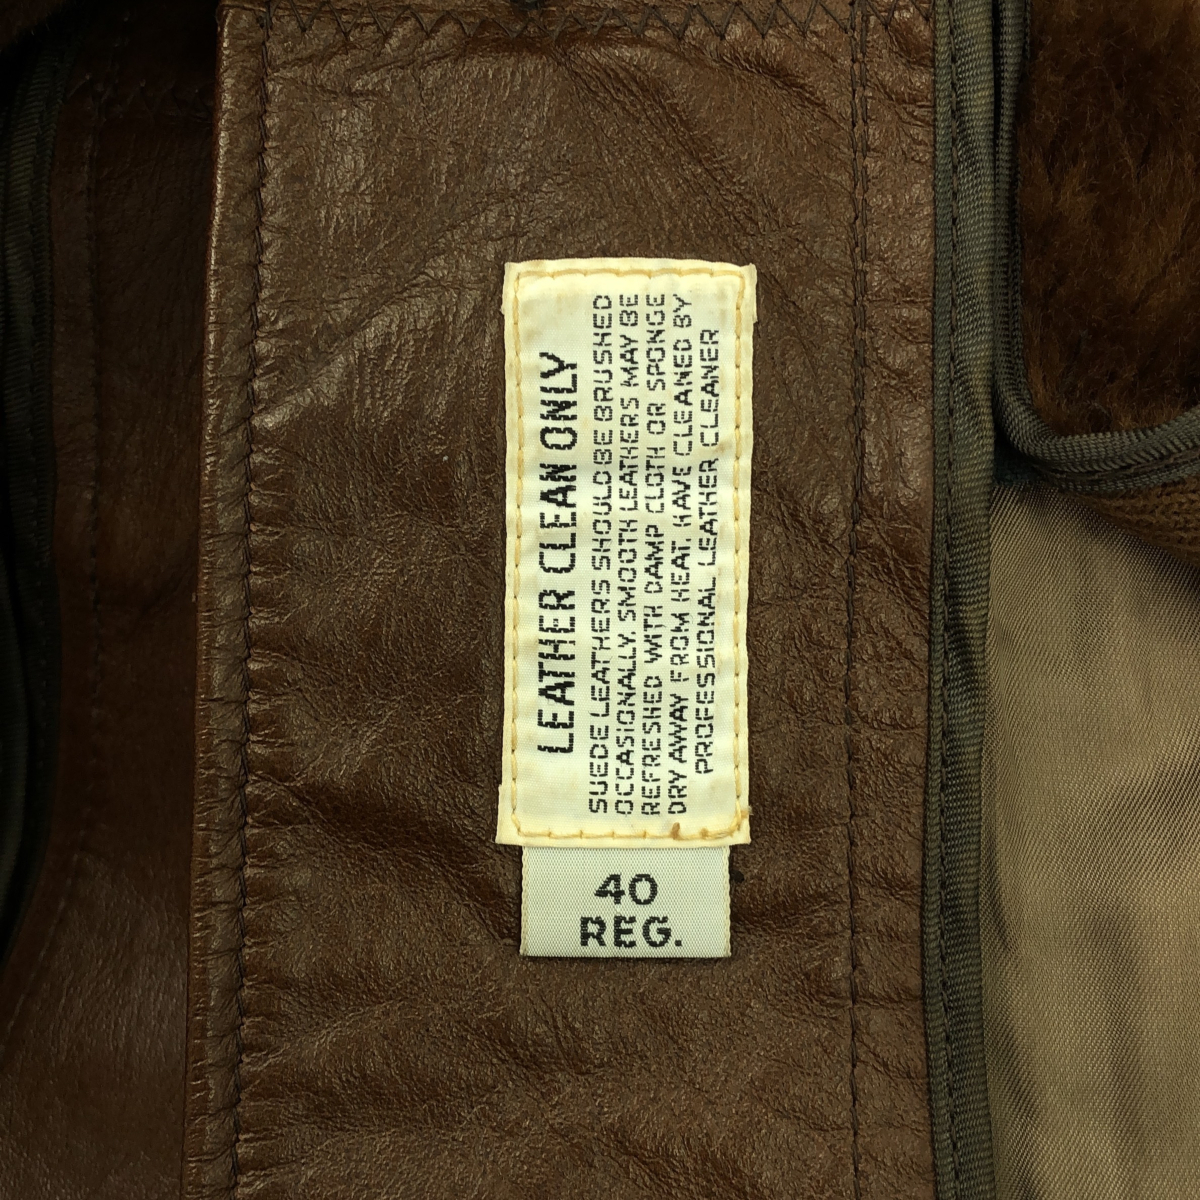 LEATHER CLEAN ONLY
SUEDE LEATHERS SHOULD BE BRUSHED
OCCASIONALLY. SMOOTH LEATHERS MAY BE
REFRESHED WITH DAMP CLOTH OR SPONGE
DRY AWAY FROM HEAT. HAVE CLEANED BY
PROFESSIONAL LEATHER CLEANER
40
REG.